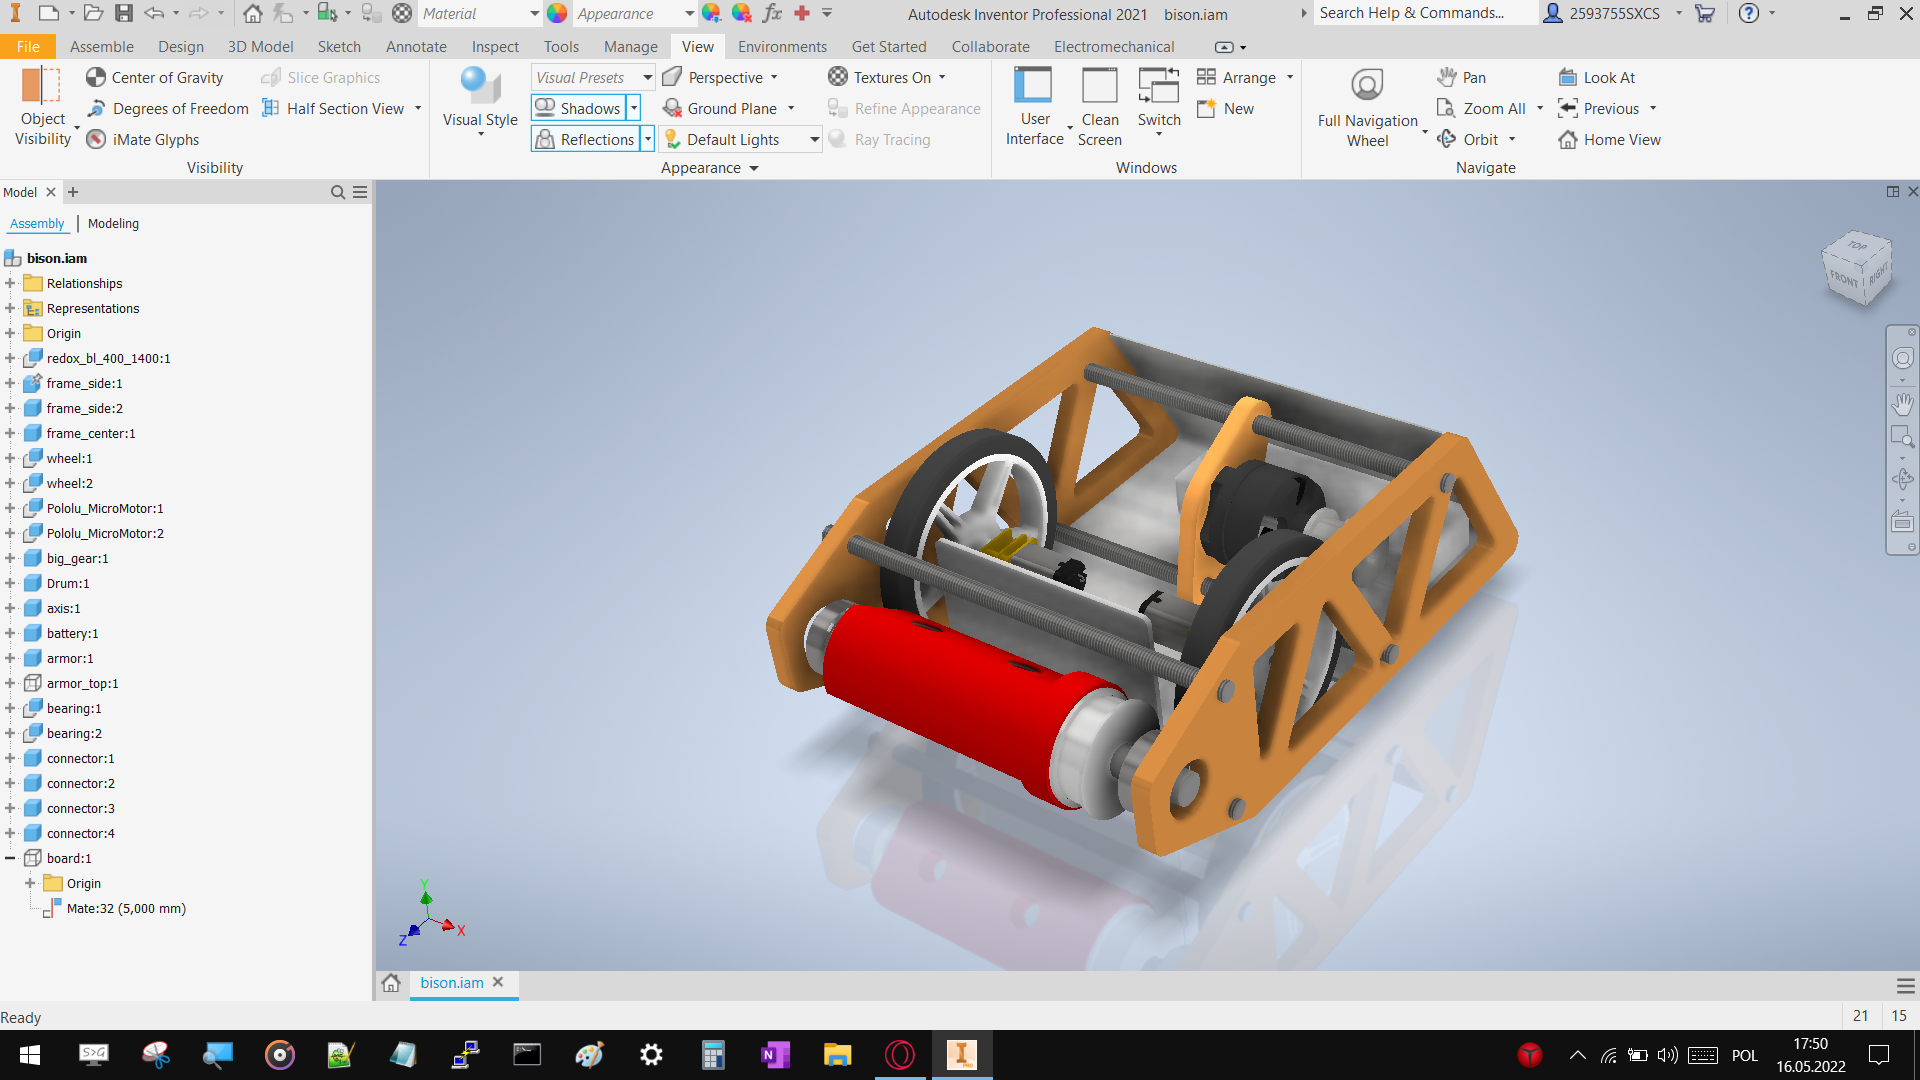 Material
Appearance
Autodesk Inventor Professional 2021 bison.iam
Search Help & Commands...
2593755SXCS
File Assemble Design 3D Model Sketch Annotate Inspect Tools Manage View Environments Get Started Collaborate Electromechanical
Object
Visibility
Center of Gravity
Degrees of Freedom
iMate Glyphs
Slice Graphics
Half Section View
Visibility
Visual Style
Visual Presets
Shadows
Reflections
Perspective
Ground Plane
Default Lights
Textures On
Refine Appearance
Ray Tracing
Appearance
User
Interface
Clean
Screen
Switch
Arrange
New
Windows
Full Navigation
Wheel
Pan
Zoom All
Orbit
Look At
Previous
Home View
Navigate
Model
Assembly | Modeling
bison.iam
Relationships
Representations
Origin
redox_bl_400_1400:1
frame_side:1
frame_side:2
frame_center:1
wheel:1
wheel:2
Pololu_MicroMotor:1
Pololu_MicroMotor:2
big_gear:1
Drum:1
axis:1
battery:1
armor:1
armor_top:1
bearing:1
bearing:2
connector:1
connector:2
connector:3
connector:4
board:1
Origin
Mate:32 (5,000 mm)
TOP
FRONT
RIGHT
Y
X
Z
bison.iam
Ready
21 15
POL
17:50
16.05.2022